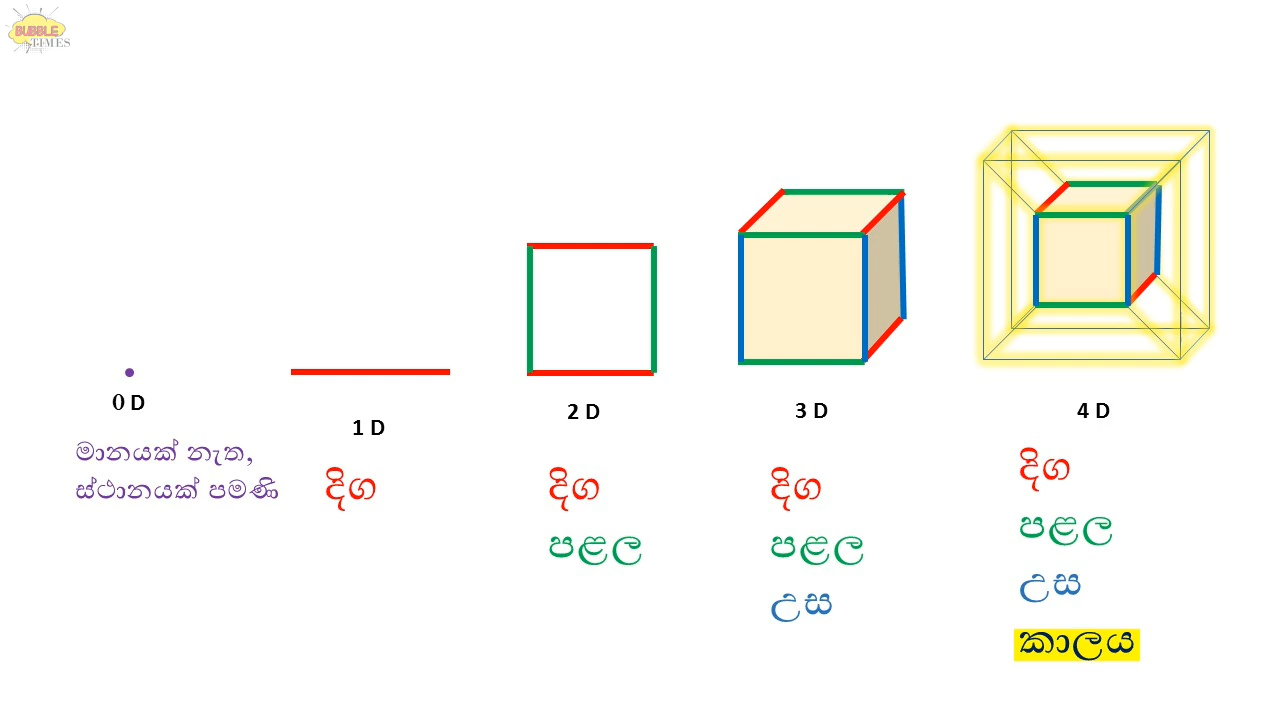 BUBBLE
TIMES
0 D
මානයක් නැත,
ස්ථානයක් පමණි
1 D
දිග
2 D
දිග
පළල
3 D
දිග
පළල
උස
4 D
දිග
පළල
උස
කාලය